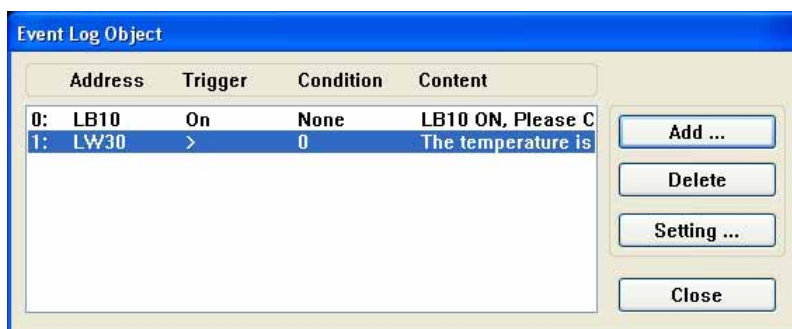 Event Log Object
Address Trigger Condition Content
0: LB10 On None LB10 ON, Please C
1: LW30 > 0 The temperature is
Add ...
Delete
Setting ...
Close